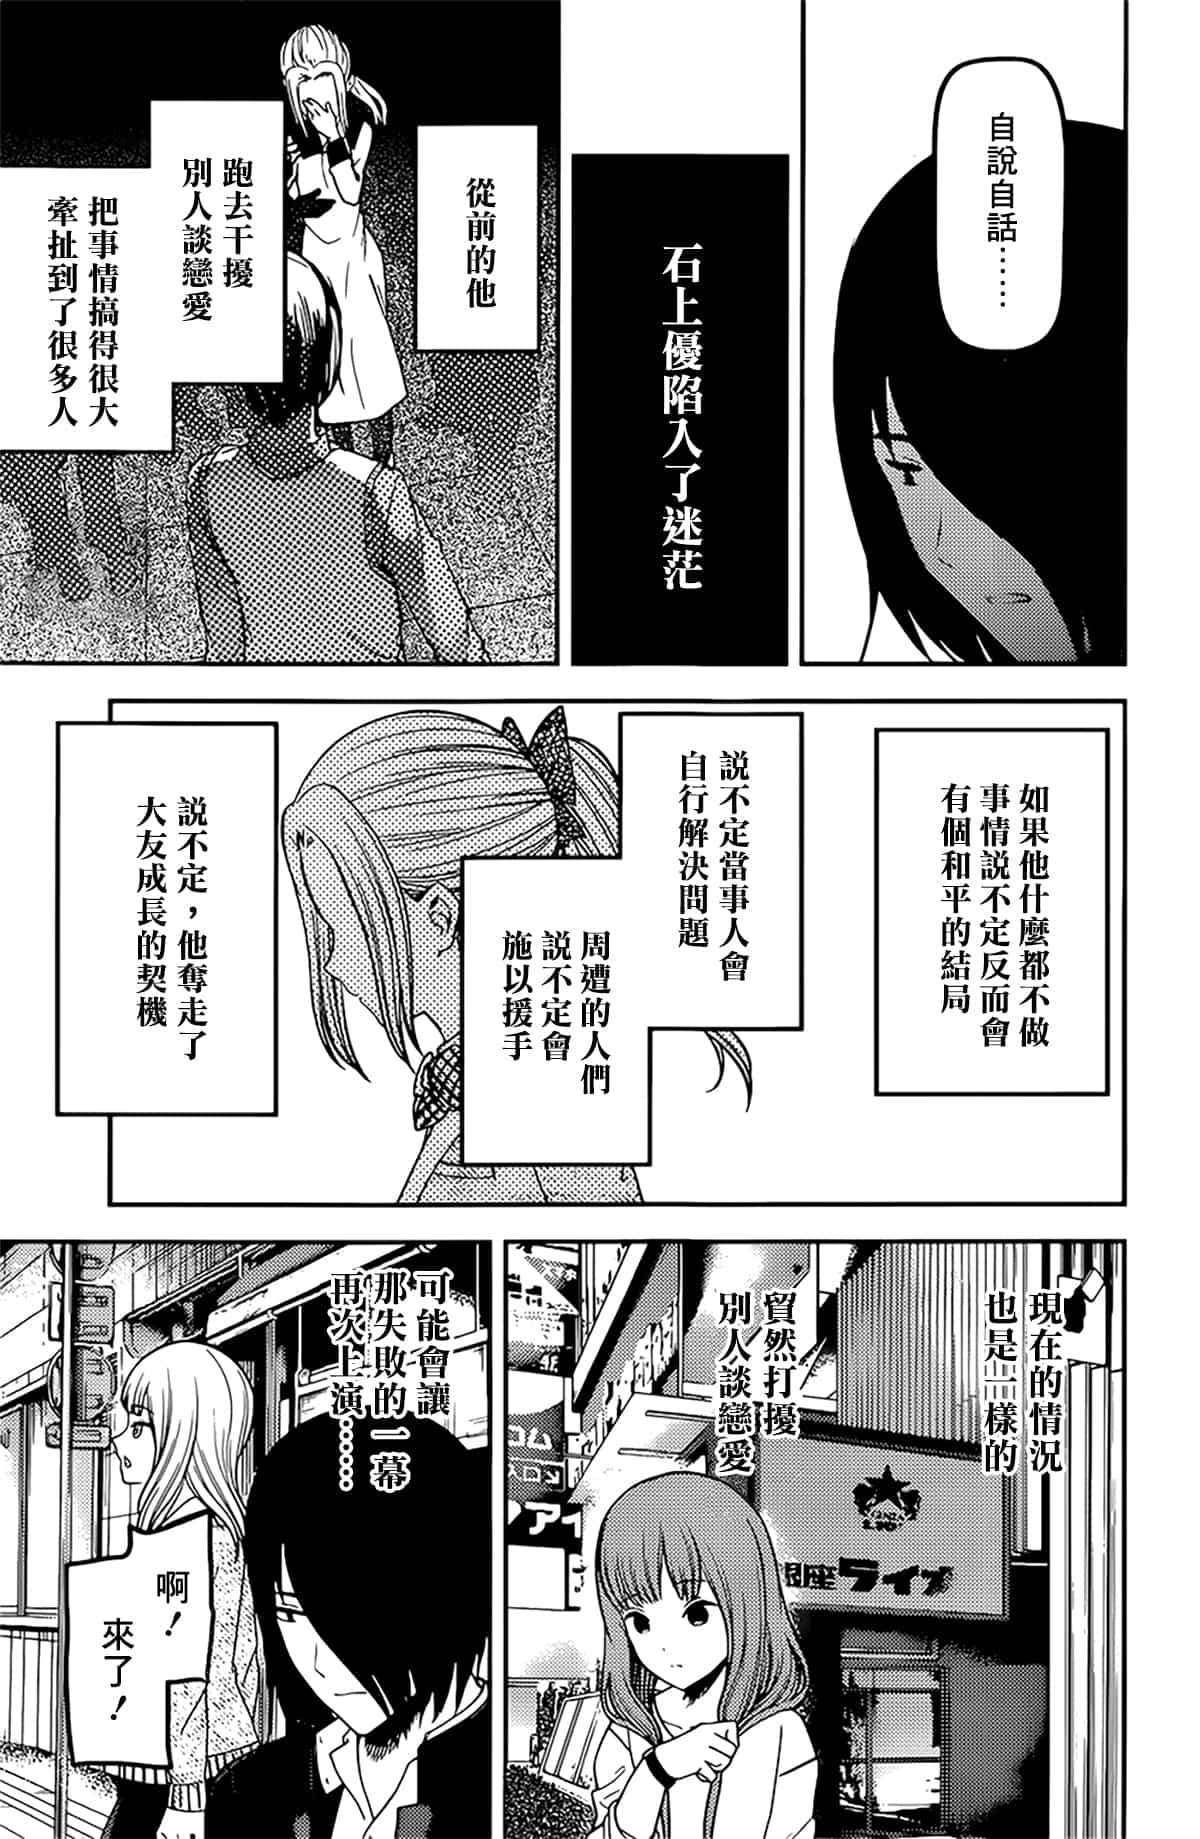 自說自話……
石上優陷入了迷茫
從前的他
跑去干擾
別人談戀愛
把事情搞得很大
牽扯到了很多人
如果他什麼都不做
事情說不定反而會
有個和平的結局
說不定當事人會
自行解決問題
周遭的人們
說不定會
施以援手
說不定，他奪走了
大友成長的契機
現在的情況
也是一樣的
貿然打擾
別人談戀愛
銀座ライブ
可能會讓
那失敗的一幕
再次上演……
啊！
來了！